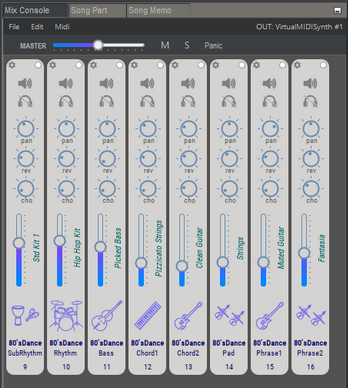 Mix Console Song Part Song Memo
File Edit Midi OUT: VirtualMIDISynth #1
MASTER M S Panic
pan pan pan pan pan pan pan pan
rev rev rev rev rev rev rev rev
cho cho cho cho cho cho cho cho
Std Kit 1
Hip Hop Kit
Picked Bass
Pizzicato Strings
Clean Guitar
Strings
Muted Guitar
Fantasia
80'sDance 80'sDance 80'sDance 80'sDance 80'sDance 80'sDance 80'sDance 80'sDance
SubRhythm Rhythm Bass Chord1 Chord2 Pad Phrase1 Phrase2
9 10 11 12 13 14 15 16